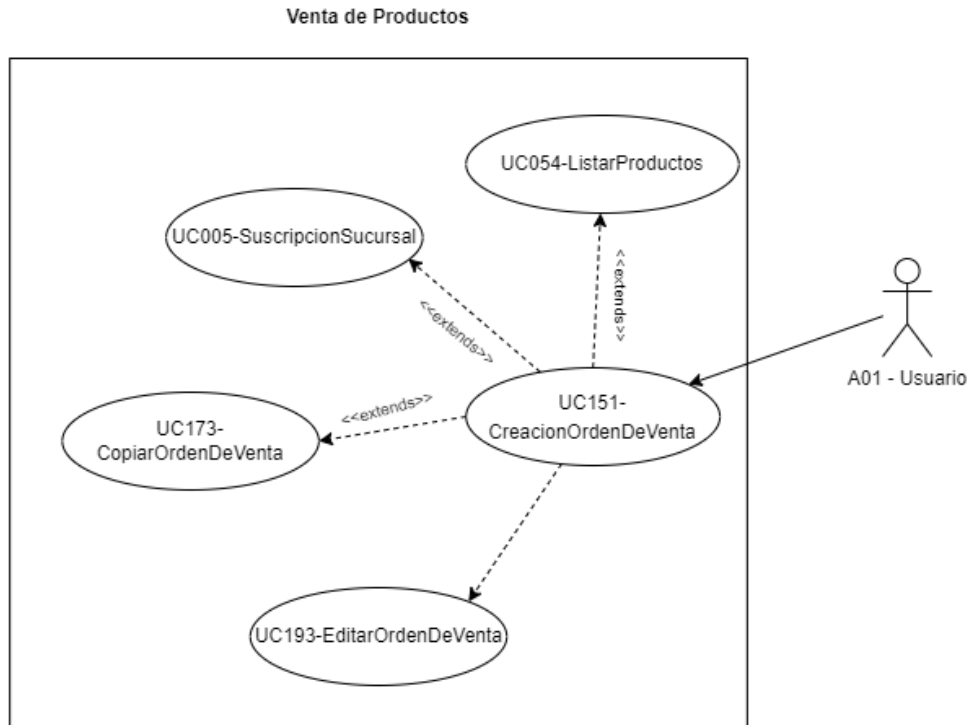 Venta de Productos
UC054-ListarProductos
UC005-SuscripcionSucursal
<<extends>>
<<extends>>
A01 - Usuario
UC151-
CreacionOrdenDeVenta
<<extends>>
UC173-
CopiarOrdenDeVenta
UC193-EditarOrdenDeVenta